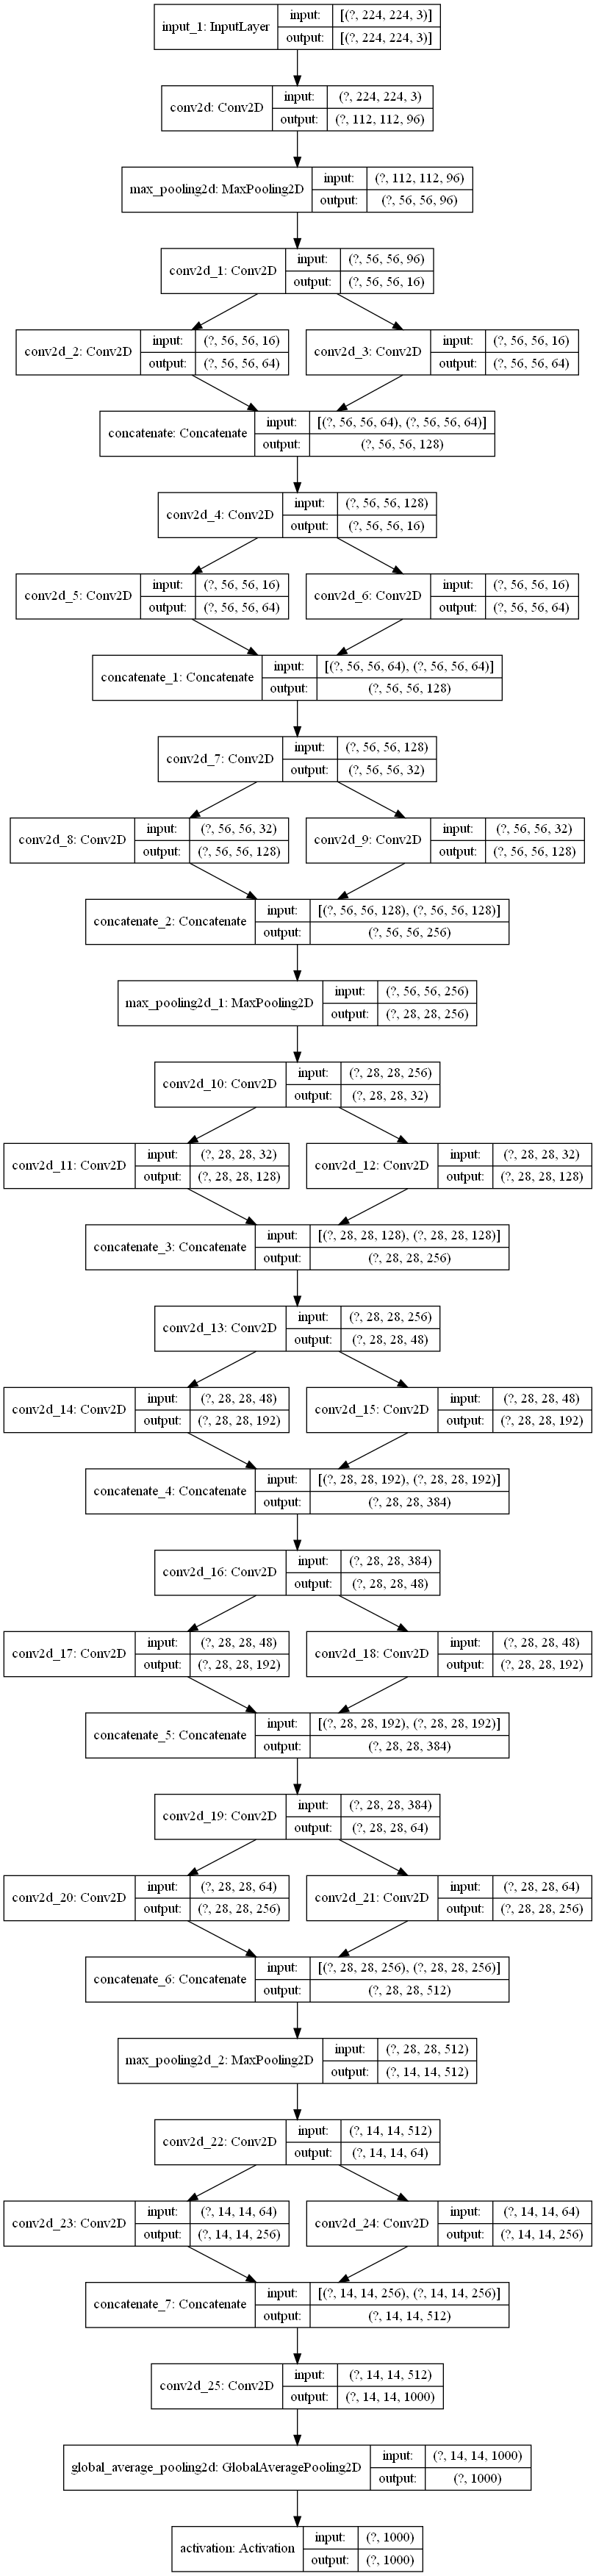 input_1: InputLayer
input: [(?, 224, 224, 3)]
output: [(?, 224, 224, 3)]
conv2d: Conv2D
input: (?, 224, 224, 3)
output: (?, 112, 112, 96)
max_pooling2d: MaxPooling2D
input: (?, 112, 112, 96)
output: (?, 56, 56, 96)
conv2d_1: Conv2D
input: (?, 56, 56, 96)
output: (?, 56, 56, 16)
conv2d_2: Conv2D
input: (?, 56, 56, 16)
output: (?, 56, 56, 64)
conv2d_3: Conv2D
input: (?, 56, 56, 16)
output: (?, 56, 56, 64)
concatenate: Concatenate
input: [(?, 56, 56, 64), (?, 56, 56, 64)]
output: (?, 56, 56, 128)
conv2d_4: Conv2D
input: (?, 56, 56, 128)
output: (?, 56, 56, 16)
conv2d_5: Conv2D
input: (?, 56, 56, 16)
output: (?, 56, 56, 64)
conv2d_6: Conv2D
input: (?, 56, 56, 16)
output: (?, 56, 56, 64)
concatenate_1: Concatenate
input: [(?, 56, 56, 64), (?, 56, 56, 64)]
output: (?, 56, 56, 128)
conv2d_7: Conv2D
input: (?, 56, 56, 128)
output: (?, 56, 56, 32)
conv2d_8: Conv2D
input: (?, 56, 56, 32)
output: (?, 56, 56, 128)
conv2d_9: Conv2D
input: (?, 56, 56, 32)
output: (?, 56, 56, 128)
concatenate_2: Concatenate
input: [(?, 56, 56, 128), (?, 56, 56, 128)]
output: (?, 56, 56, 256)
max_pooling2d_1: MaxPooling2D
input: (?, 56, 56, 256)
output: (?, 28, 28, 256)
conv2d_10: Conv2D
input: (?, 28, 28, 256)
output: (?, 28, 28, 32)
conv2d_11: Conv2D
input: (?, 28, 28, 32)
output: (?, 28, 28, 128)
conv2d_12: Conv2D
input: (?, 28, 28, 32)
output: (?, 28, 28, 128)
concatenate_3: Concatenate
input: [(?, 28, 28, 128), (?, 28, 28, 128)]
output: (?, 28, 28, 256)
conv2d_13: Conv2D
input: (?, 28, 28, 256)
output: (?, 28, 28, 48)
conv2d_14: Conv2D
input: (?, 28, 28, 48)
output: (?, 28, 28, 192)
conv2d_15: Conv2D
input: (?, 28, 28, 48)
output: (?, 28, 28, 192)
concatenate_4: Concatenate
input: [(?, 28, 28, 192), (?, 28, 28, 192)]
output: (?, 28, 28, 384)
conv2d_16: Conv2D
input: (?, 28, 28, 384)
output: (?, 28, 28, 48)
conv2d_17: Conv2D
input: (?, 28, 28, 48)
output: (?, 28, 28, 192)
conv2d_18: Conv2D
input: (?, 28, 28, 48)
output: (?, 28, 28, 192)
concatenate_5: Concatenate
input: [(?, 28, 28, 192), (?, 28, 28, 192)]
output: (?, 28, 28, 384)
conv2d_19: Conv2D
input: (?, 28, 28, 384)
output: (?, 28, 28, 64)
conv2d_20: Conv2D
input: (?, 28, 28, 64)
output: (?, 28, 28, 256)
conv2d_21: Conv2D
input: (?, 28, 28, 64)
output: (?, 28, 28, 256)
concatenate_6: Concatenate
input: [(?, 28, 28, 256), (?, 28, 28, 256)]
output: (?, 28, 28, 512)
max_pooling2d_2: MaxPooling2D
input: (?, 28, 28, 512)
output: (?, 14, 14, 512)
conv2d_22: Conv2D
input: (?, 14, 14, 512)
output: (?, 14, 14, 64)
conv2d_23: Conv2D
input: (?, 14, 14, 64)
output: (?, 14, 14, 256)
conv2d_24: Conv2D
input: (?, 14, 14, 64)
output: (?, 14, 14, 256)
concatenate_7: Concatenate
input: [(?, 14, 14, 256), (?, 14, 14, 256)]
output: (?, 14, 14, 512)
conv2d_25: Conv2D
input: (?, 14, 14, 512)
output: (?, 14, 14, 1000)
global_average_pooling2d: GlobalAveragePooling2D
input: (?, 14, 14, 1000)
output: (?, 1000)
activation: Activation
input: (?, 1000)
output: (?, 1000)